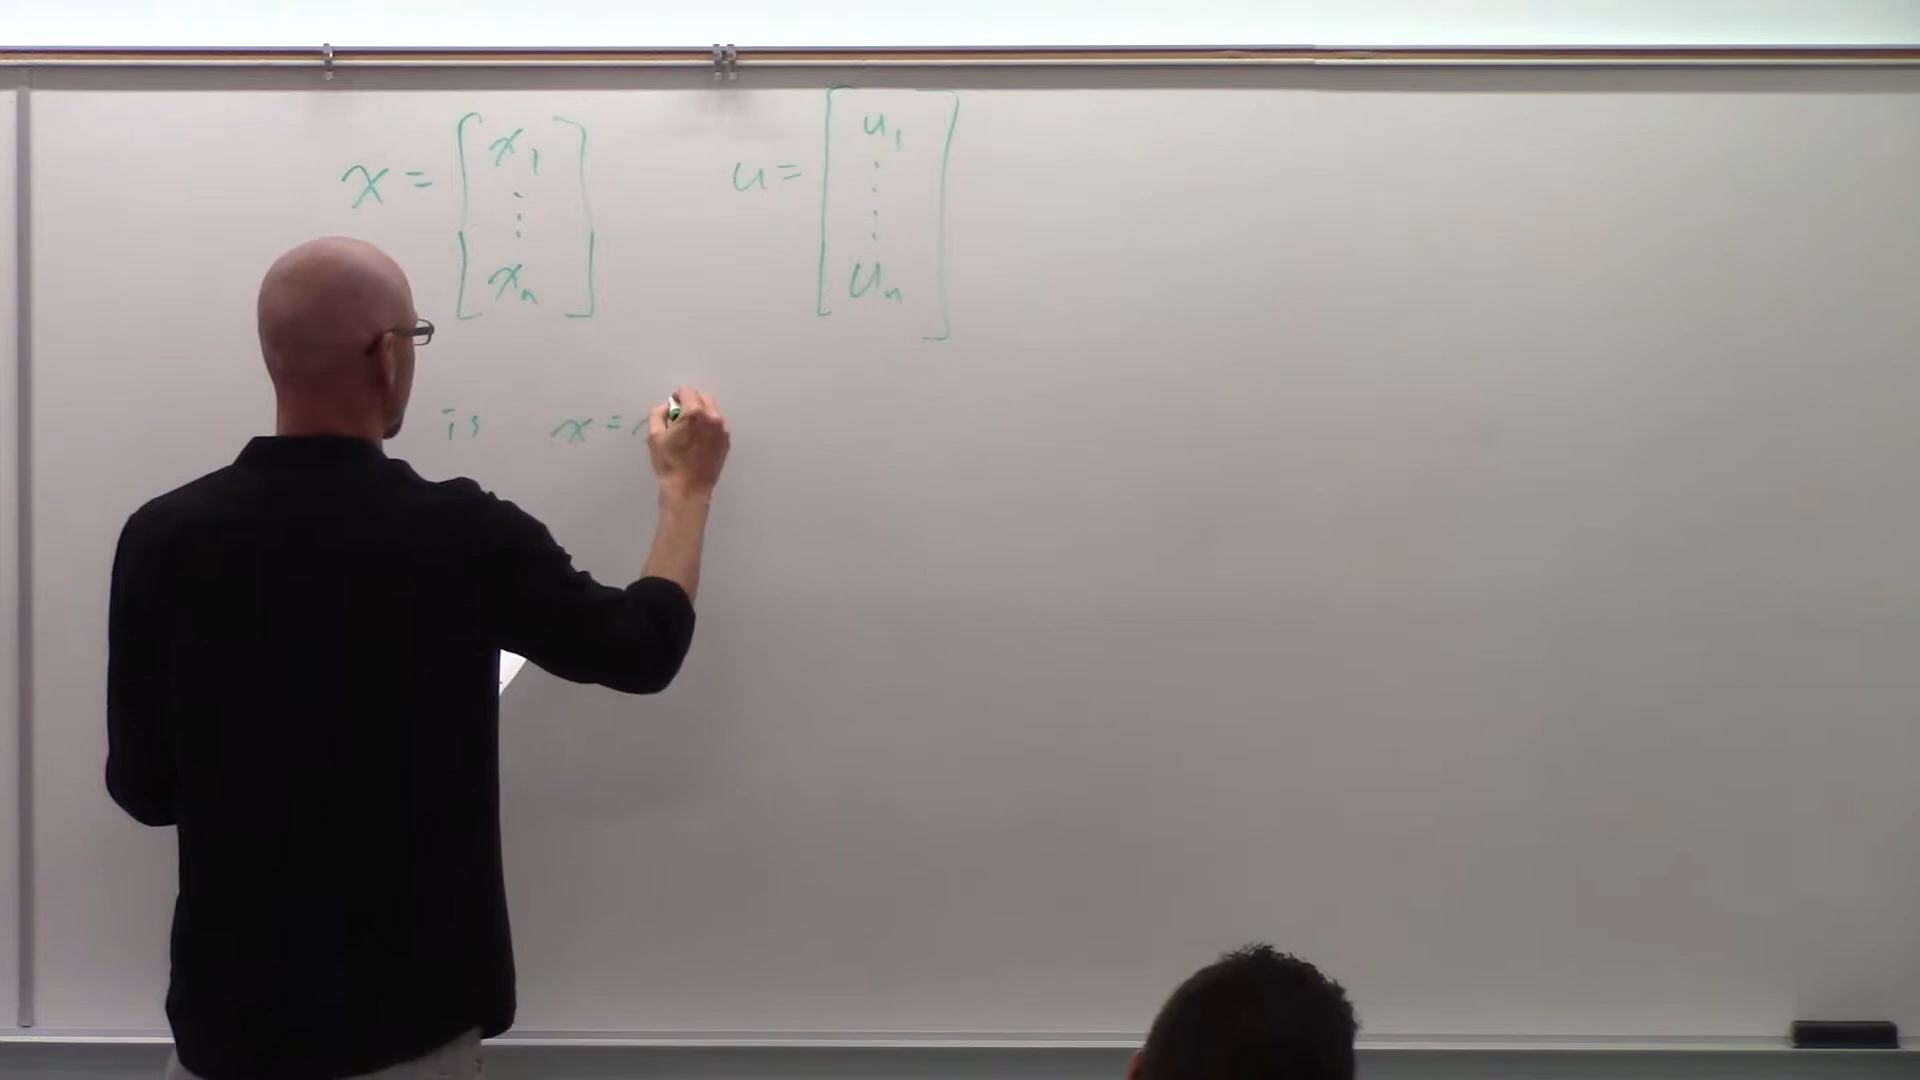 x = [ x₁ ⋮ xₙ ] u = [ u₁ ⋮ uₙ ]
is x =